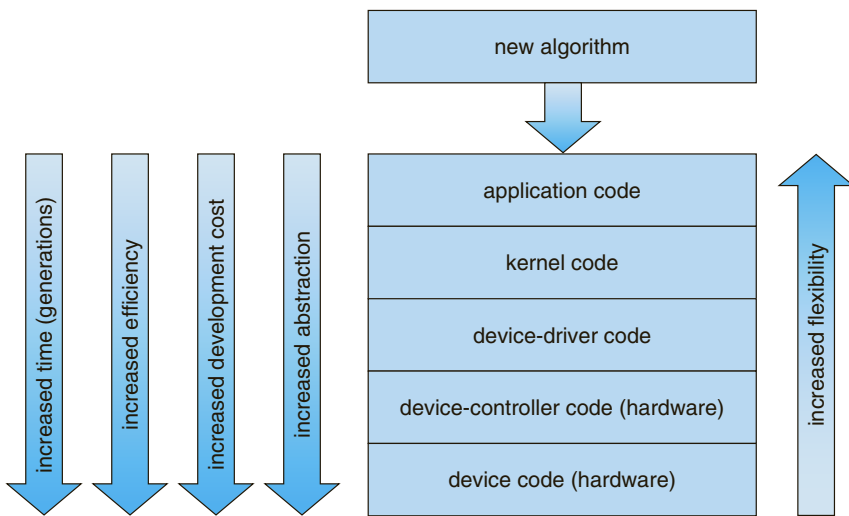 new algorithm
application code
kernel code
device-driver code
device-controller code (hardware)
device code (hardware)
increased time (generations)
increased efficiency
increased development cost
increased abstraction
increased flexibility